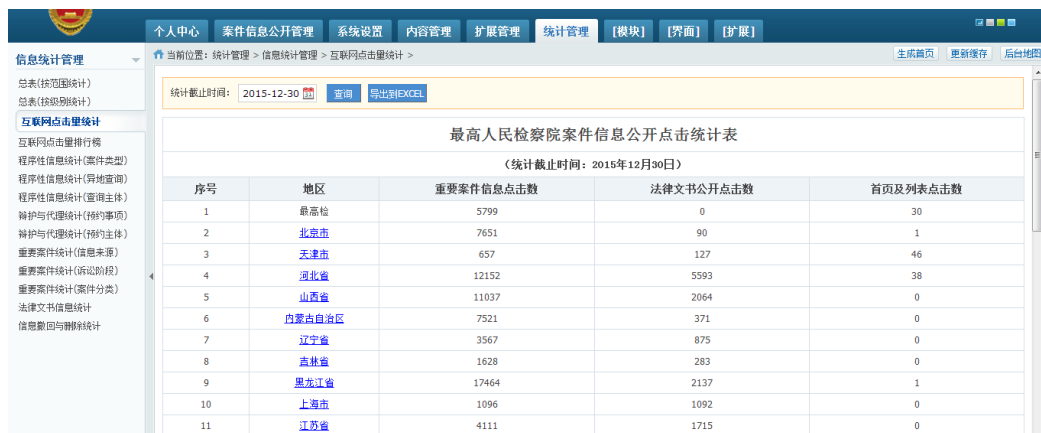 个人中心 案件信息公开管理 系统设置 内容管理 扩展管理 统计管理 [模块] [界面] [扩展]
信息统计管理
当前位置：统计管理 > 信息统计管理 > 互联网点击量统计 >
生成首页 更新缓存 后台地图
总表(按范围统计)
总表(按级别统计)
互联网点击量统计
互联网点击量排行榜
程序性信息统计(案件类型)
程序性信息统计(异地查询)
程序性信息统计(查询主体)
辩护与代理统计(预约事项)
辩护与代理统计(预约主体)
重要案件统计(信息来源)
重要案件统计(诉讼阶段)
重要案件统计(案件分类)
法律文书信息统计
信息撤回与删除统计
统计截止时间： 2015-12-30 查询 导出到EXCEL
最高人民检察院案件信息公开点击统计表
（统计截止时间：2015年12月30日）
序号 地区 重要案件信息点击数 法律文书公开点击数 首页及列表点击数
1 最高检 5799 0 30
2 北京市 7651 90 1
3 天津市 657 127 46
4 河北省 12152 5593 38
5 山西省 11037 2064 0
6 内蒙古自治区 7521 371 0
7 辽宁省 3567 875 0
8 吉林省 1628 283 0
9 黑龙江省 17464 2137 1
10 上海市 1096 1092 0
11 江苏省 4111 1715 0